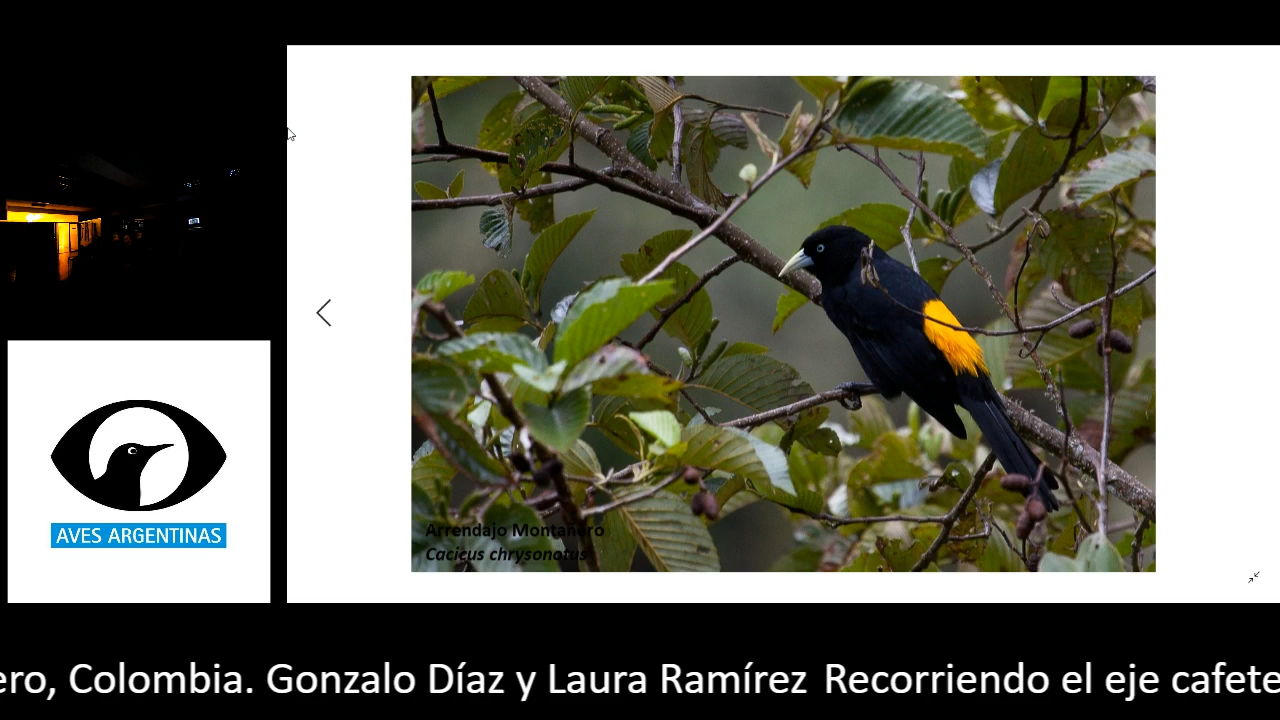 Arrendajo Montañero
Cacicus chrysonotus
AVES ARGENTINAS
ero, Colombia. Gonzalo Díaz y Laura Ramírez Recorriendo el eje cafete